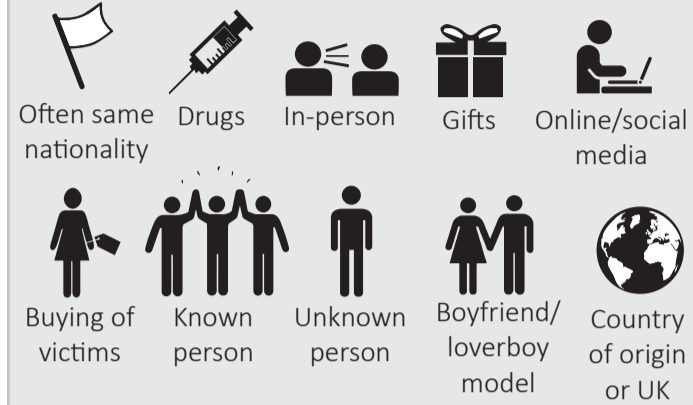 Often same
nationality
Drugs
In-person
Gifts
Online/social
media
Buying of
victims
Known
person
Unknown
person
Boyfriend/
loverboy
model
Country
of origin
or UK